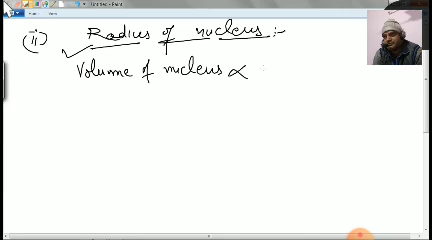 (ii) Radius of nucleus :-
Volume of nucleus ∝